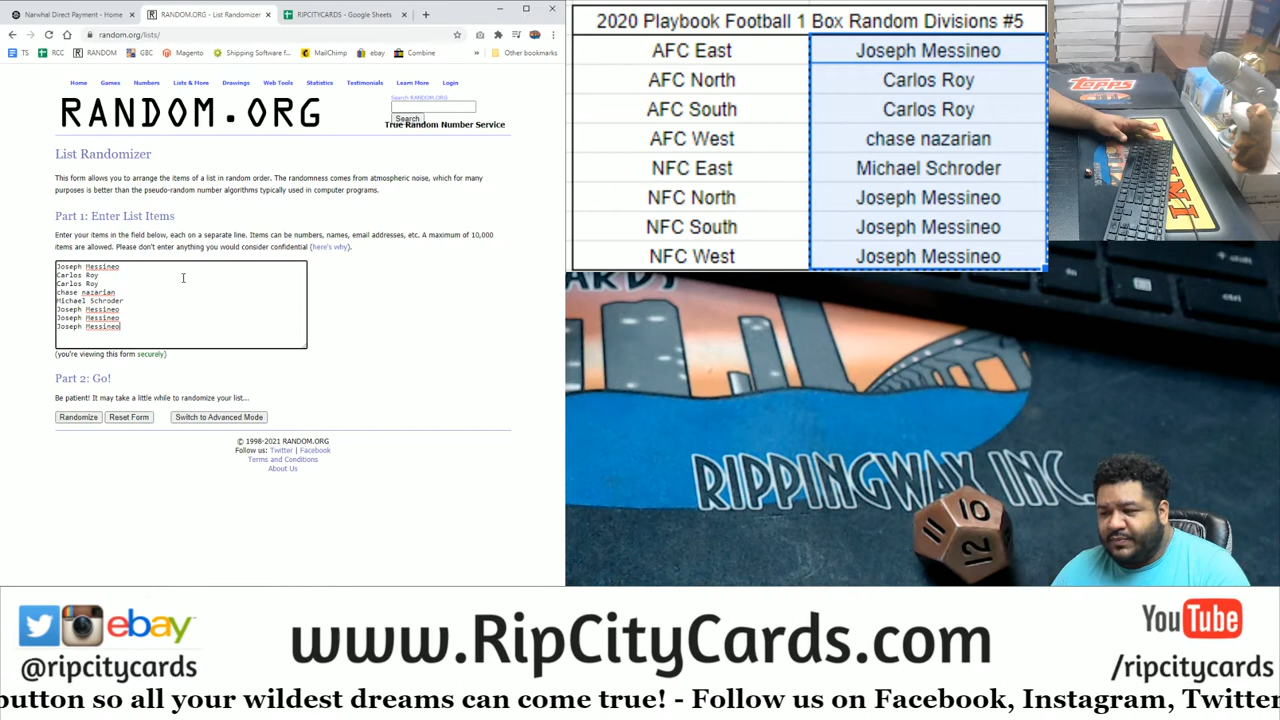 Narwhal Direct Payment - Home
RANDOM.ORG - List Randomizer
RIPCITYCARDS - Google Sheets
random.org/lists/
TS
RCC
RANDOM
GBC
Magento
Shipping Software f...
MailChimp
ebay
Combine
Other bookmarks
Home Games Numbers Lists & More Drawings Web Tools Statistics Testimonials Learn More Login
RANDOM.ORG
Search RANDOM.ORG
Search
True Random Number Service
List Randomizer
This form allows you to arrange the items of a list in random order. The randomness comes from atmospheric noise, which for many
purposes is better than the pseudo-random number algorithms typically used in computer programs.
Part 1: Enter List Items
Enter your items in the field below, each on a separate line. Items can be numbers, names, email addresses, etc. A maximum of 10,000
items are allowed. Please don't enter anything you would consider confidential (here's why).
Joseph Messineo
Carlos Roy
Carlos Roy
chase nazarian
Michael Schroder
Joseph Messineo
Joseph Messineo
Joseph Messineo
(you're viewing this form securely)
Part 2: Go!
Be patient! It may take a little while to randomize your list...
Randomize Reset Form Switch to Advanced Mode
© 1998-2021 RANDOM.ORG
Follow us: Twitter | Facebook
Terms and Conditions
About Us
2020 Playbook Football 1 Box Random Divisions #5
AFC East Joseph Messineo
AFC North Carlos Roy
AFC South Carlos Roy
AFC West chase nazarian
NFC East Michael Schroder
NFC North Joseph Messineo
NFC South Joseph Messineo
NFC West Joseph Messineo
topps
RIPPINGWAX INC.
11 10
12
ebay
@ripcitycards
www.RipCityCards.com
YouTube
/ripcitycards
button so all your wildest dreams can come true! - Follow us on Facebook, Instagram, Twitter